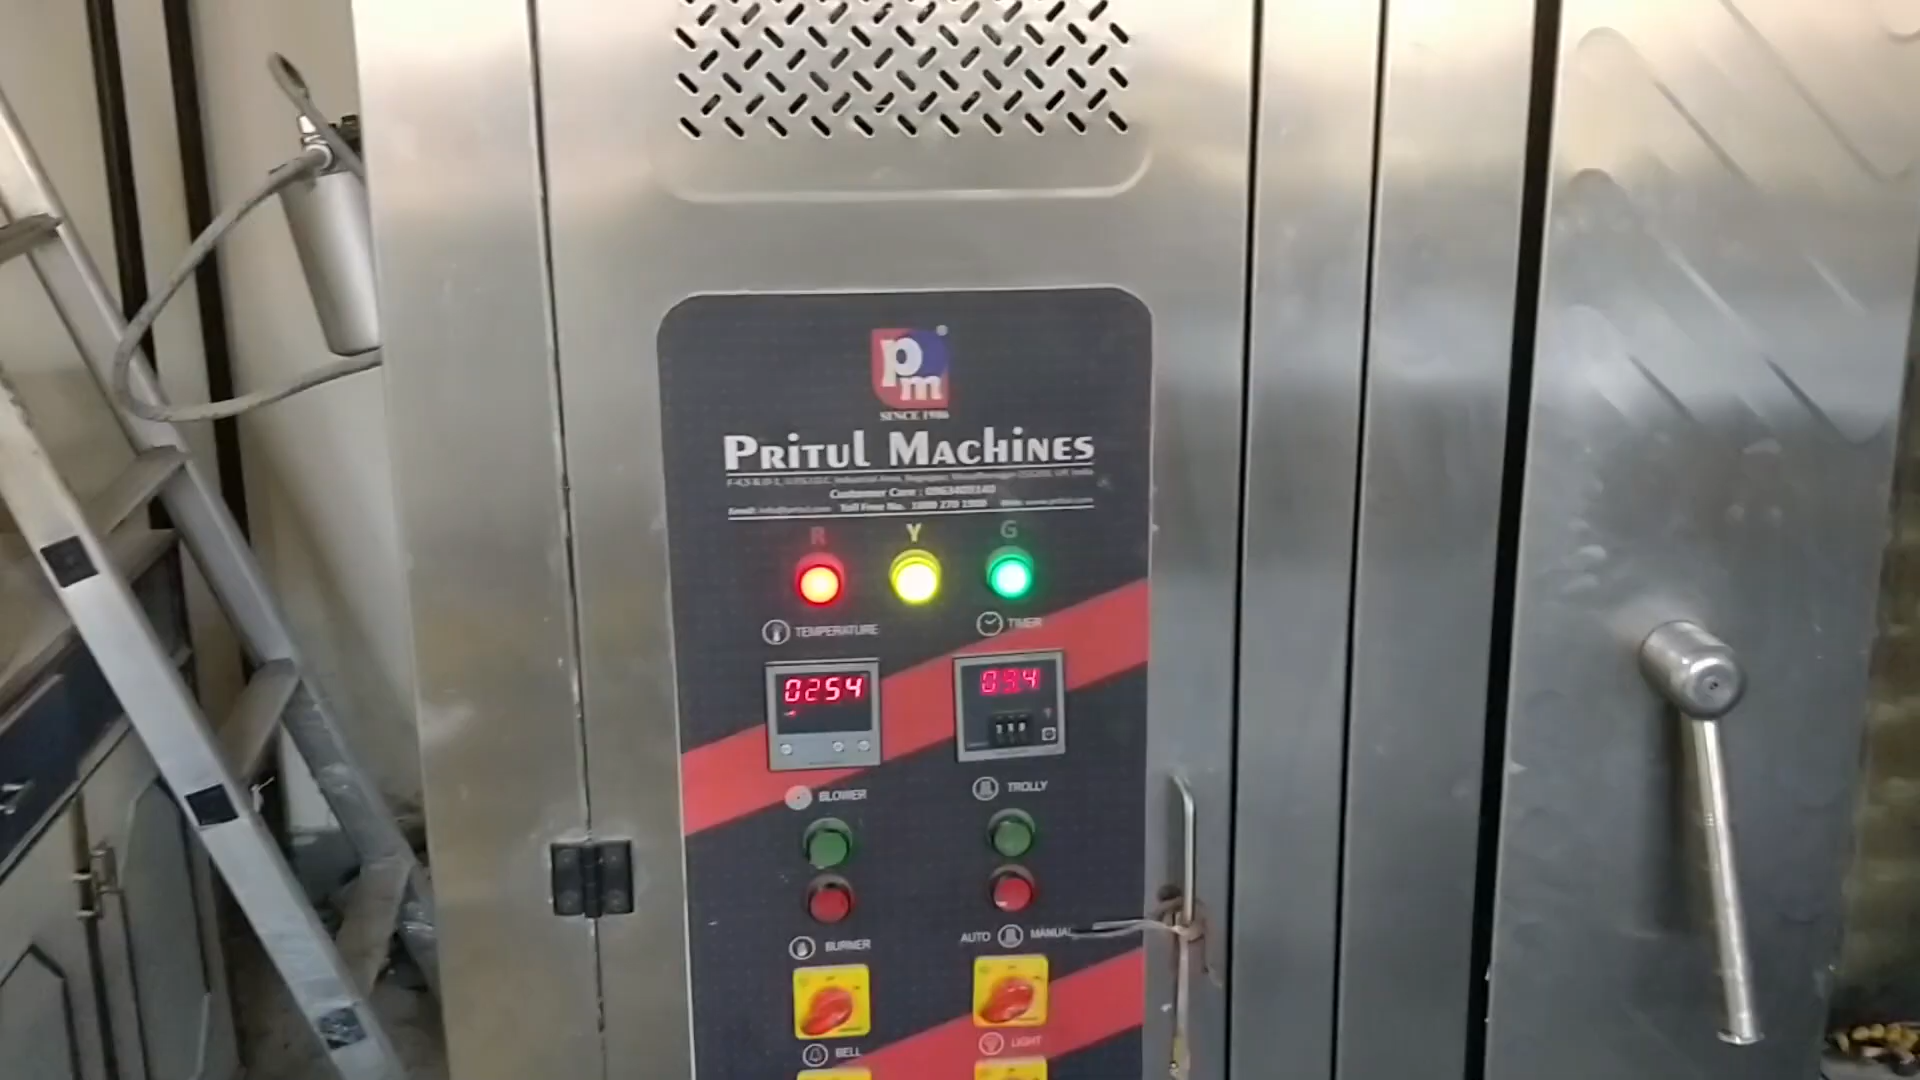 pm
SINCE 1986
PRITUL MACHINES
Customer Care :
Toll Free No.
R Y G
TEMPERATURE TIMER
0254
BLOWER TROLLY
BURNER AUTO MANUAL
BELL LIGHT